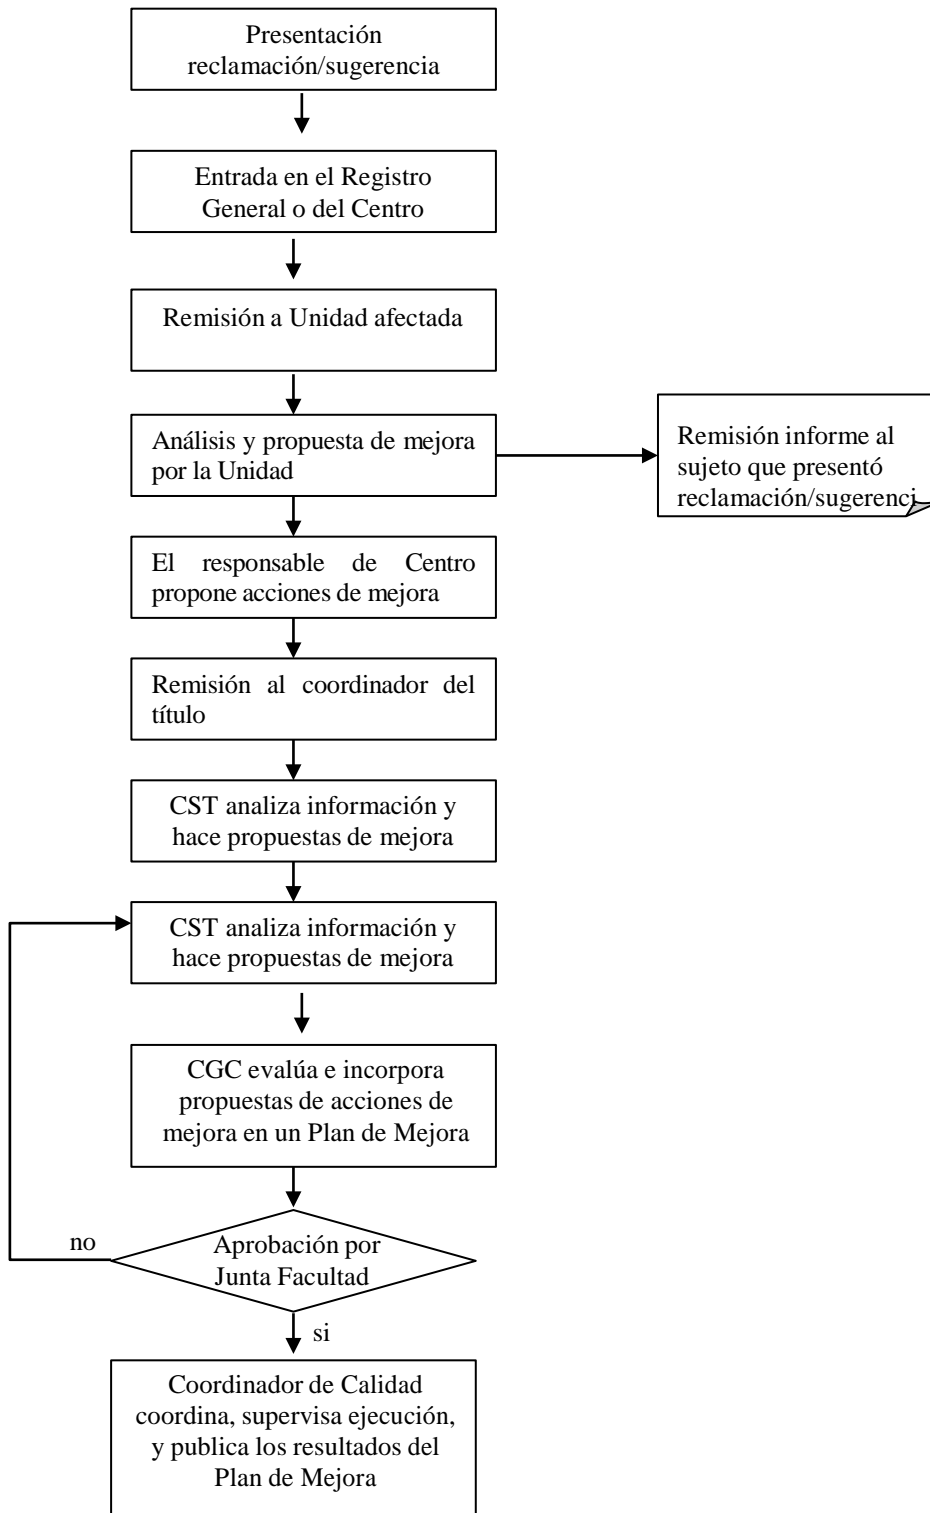 Presentación
reclamación/sugerencia
Entrada en el Registro
General o del Centro
Remisión a Unidad afectada
Análisis y propuesta de mejora
por la Unidad
Remisión informe al
sujeto que presentó
reclamación/sugerenci
El responsable de Centro
propone acciones de mejora
Remisión al coordinador del
título
CST analiza información y
hace propuestas de mejora
CST analiza información y
hace propuestas de mejora
CGC evalúa e incorpora
propuestas de acciones de
mejora en un Plan de Mejora
no
Aprobación por
Junta Facultad
si
Coordinador de Calidad
coordina, supervisa ejecución,
y publica los resultados del
Plan de Mejora